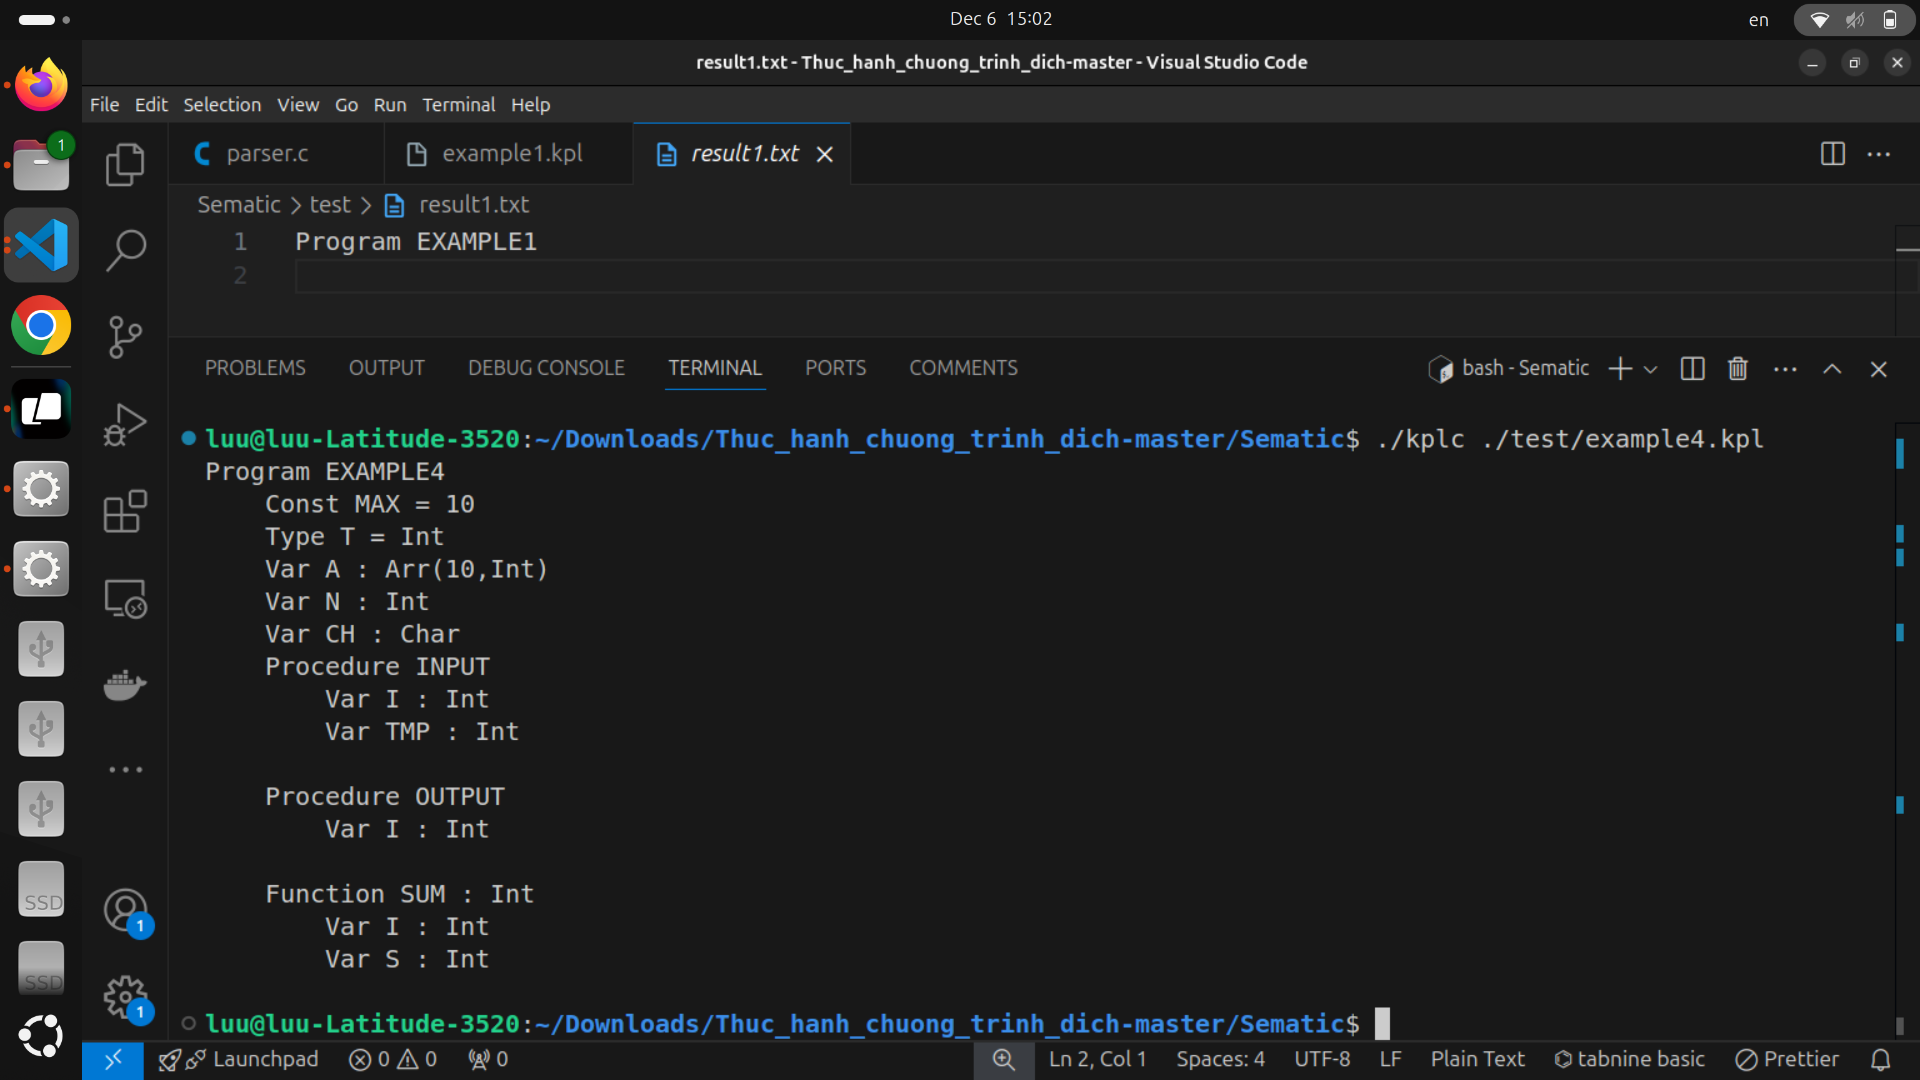 Dec 6 15:02
en
result1.txt - Thuc_hanh_chuong_trinh_dich-master - Visual Studio Code
File Edit Selection View Go Run Terminal Help
parser.c example1.kpl result1.txt
Sematic > test > result1.txt
1 Program EXAMPLE1
2
PROBLEMS OUTPUT DEBUG CONSOLE TERMINAL PORTS COMMENTS bash - Sematic
luu@luu-Latitude-3520:~/Downloads/Thuc_hanh_chuong_trinh_dich-master/Sematic$ ./kplc ./test/example4.kpl
Program EXAMPLE4
    Const MAX = 10
    Type T = Int
    Var A : Arr(10,Int)
    Var N : Int
    Var CH : Char
    Procedure INPUT
        Var I : Int
        Var TMP : Int
    Procedure OUTPUT
        Var I : Int
    Function SUM : Int
        Var I : Int
        Var S : Int
luu@luu-Latitude-3520:~/Downloads/Thuc_hanh_chuong_trinh_dich-master/Sematic$
Launchpad 0 0 0 Ln 2, Col 1 Spaces: 4 UTF-8 LF Plain Text tabnine basic Prettier
1
SSD
SSD
1
1